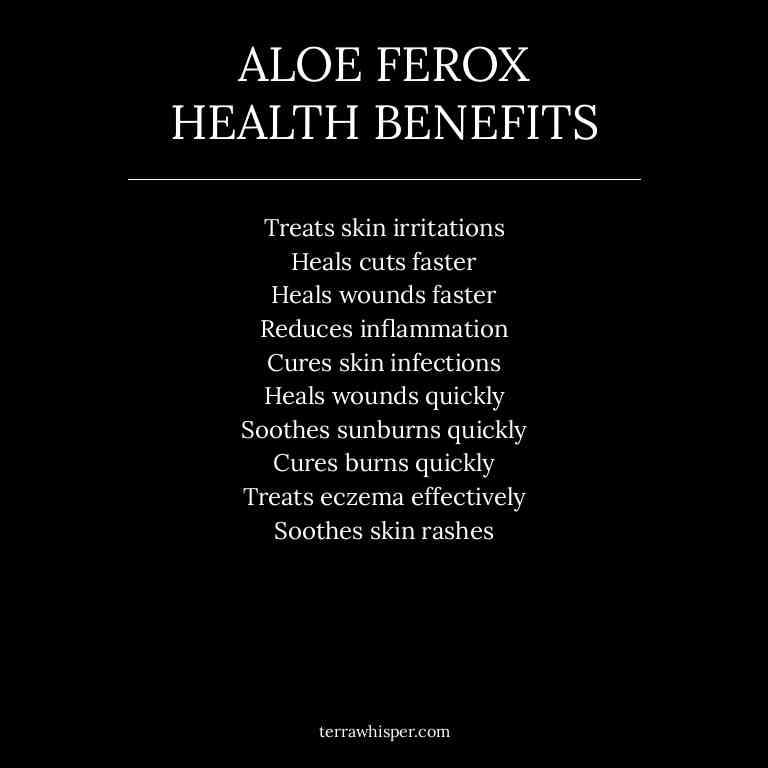 ALOE FEROX
HEALTH BENEFITS
Treats skin irritations
Heals cuts faster
Heals wounds faster
Reduces inflammation
Cures skin infections
Heals wounds quickly
Soothes sunburns quickly
Cures burns quickly
Treats eczema effectively
Soothes skin rashes
terrawhisper.com